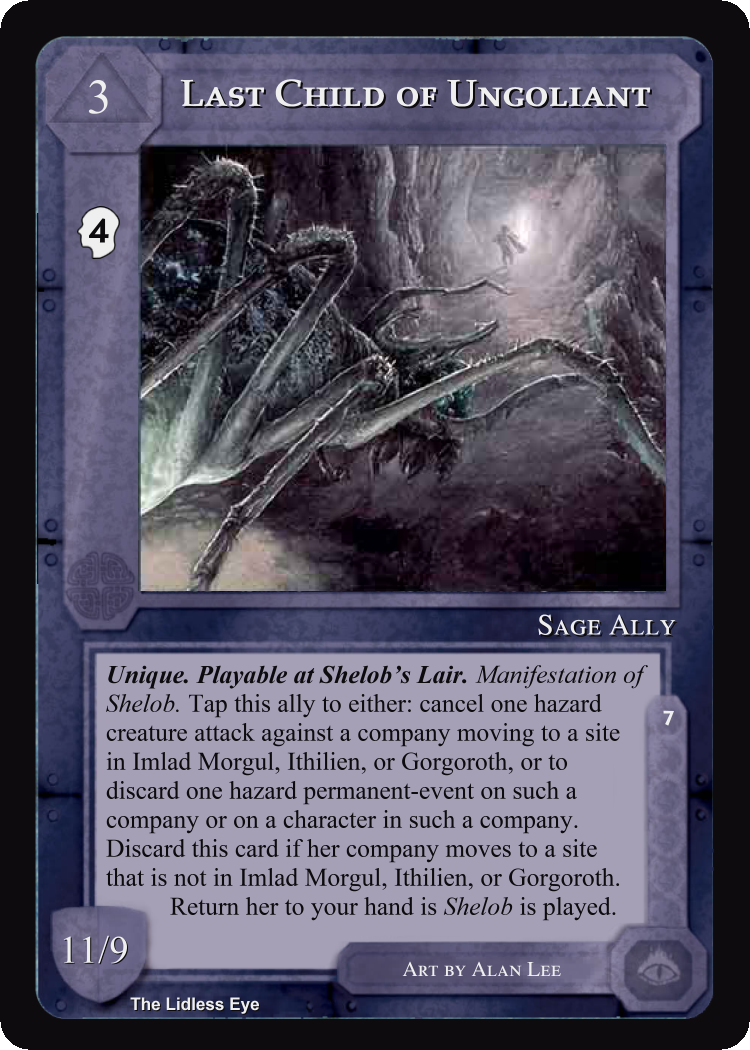 3
LAST CHILD OF UNGOLIANT
4
SAGE ALLY
Unique. Playable at Shelob's Lair. Manifestation of
Shelob. Tap this ally to either: cancel one hazard
creature attack against a company moving to a site
in Imlad Morgul, Ithilien, or Gorgoroth, or to
discard one hazard permanent-event on such a
company or on a character in such a company.
Discard this card if her company moves to a site
that is not in Imlad Morgul, Ithilien, or Gorgoroth.
Return her to your hand is Shelob is played.
7
11/9
ART BY ALAN LEE
The Lidless Eye